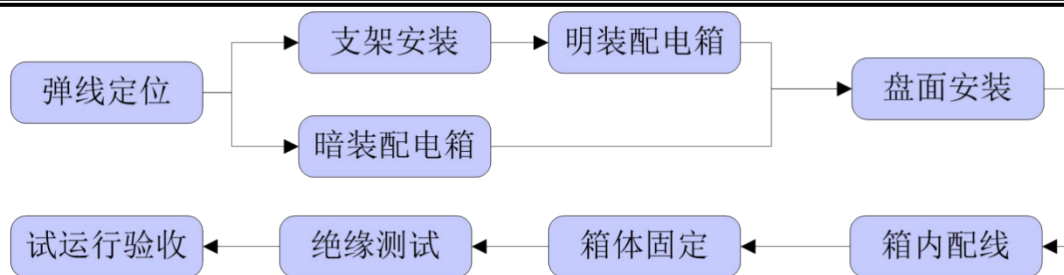 弹线定位
支架安装
明装配电箱
暗装配电箱
盘面安装
箱内配线
箱体固定
绝缘测试
试运行验收